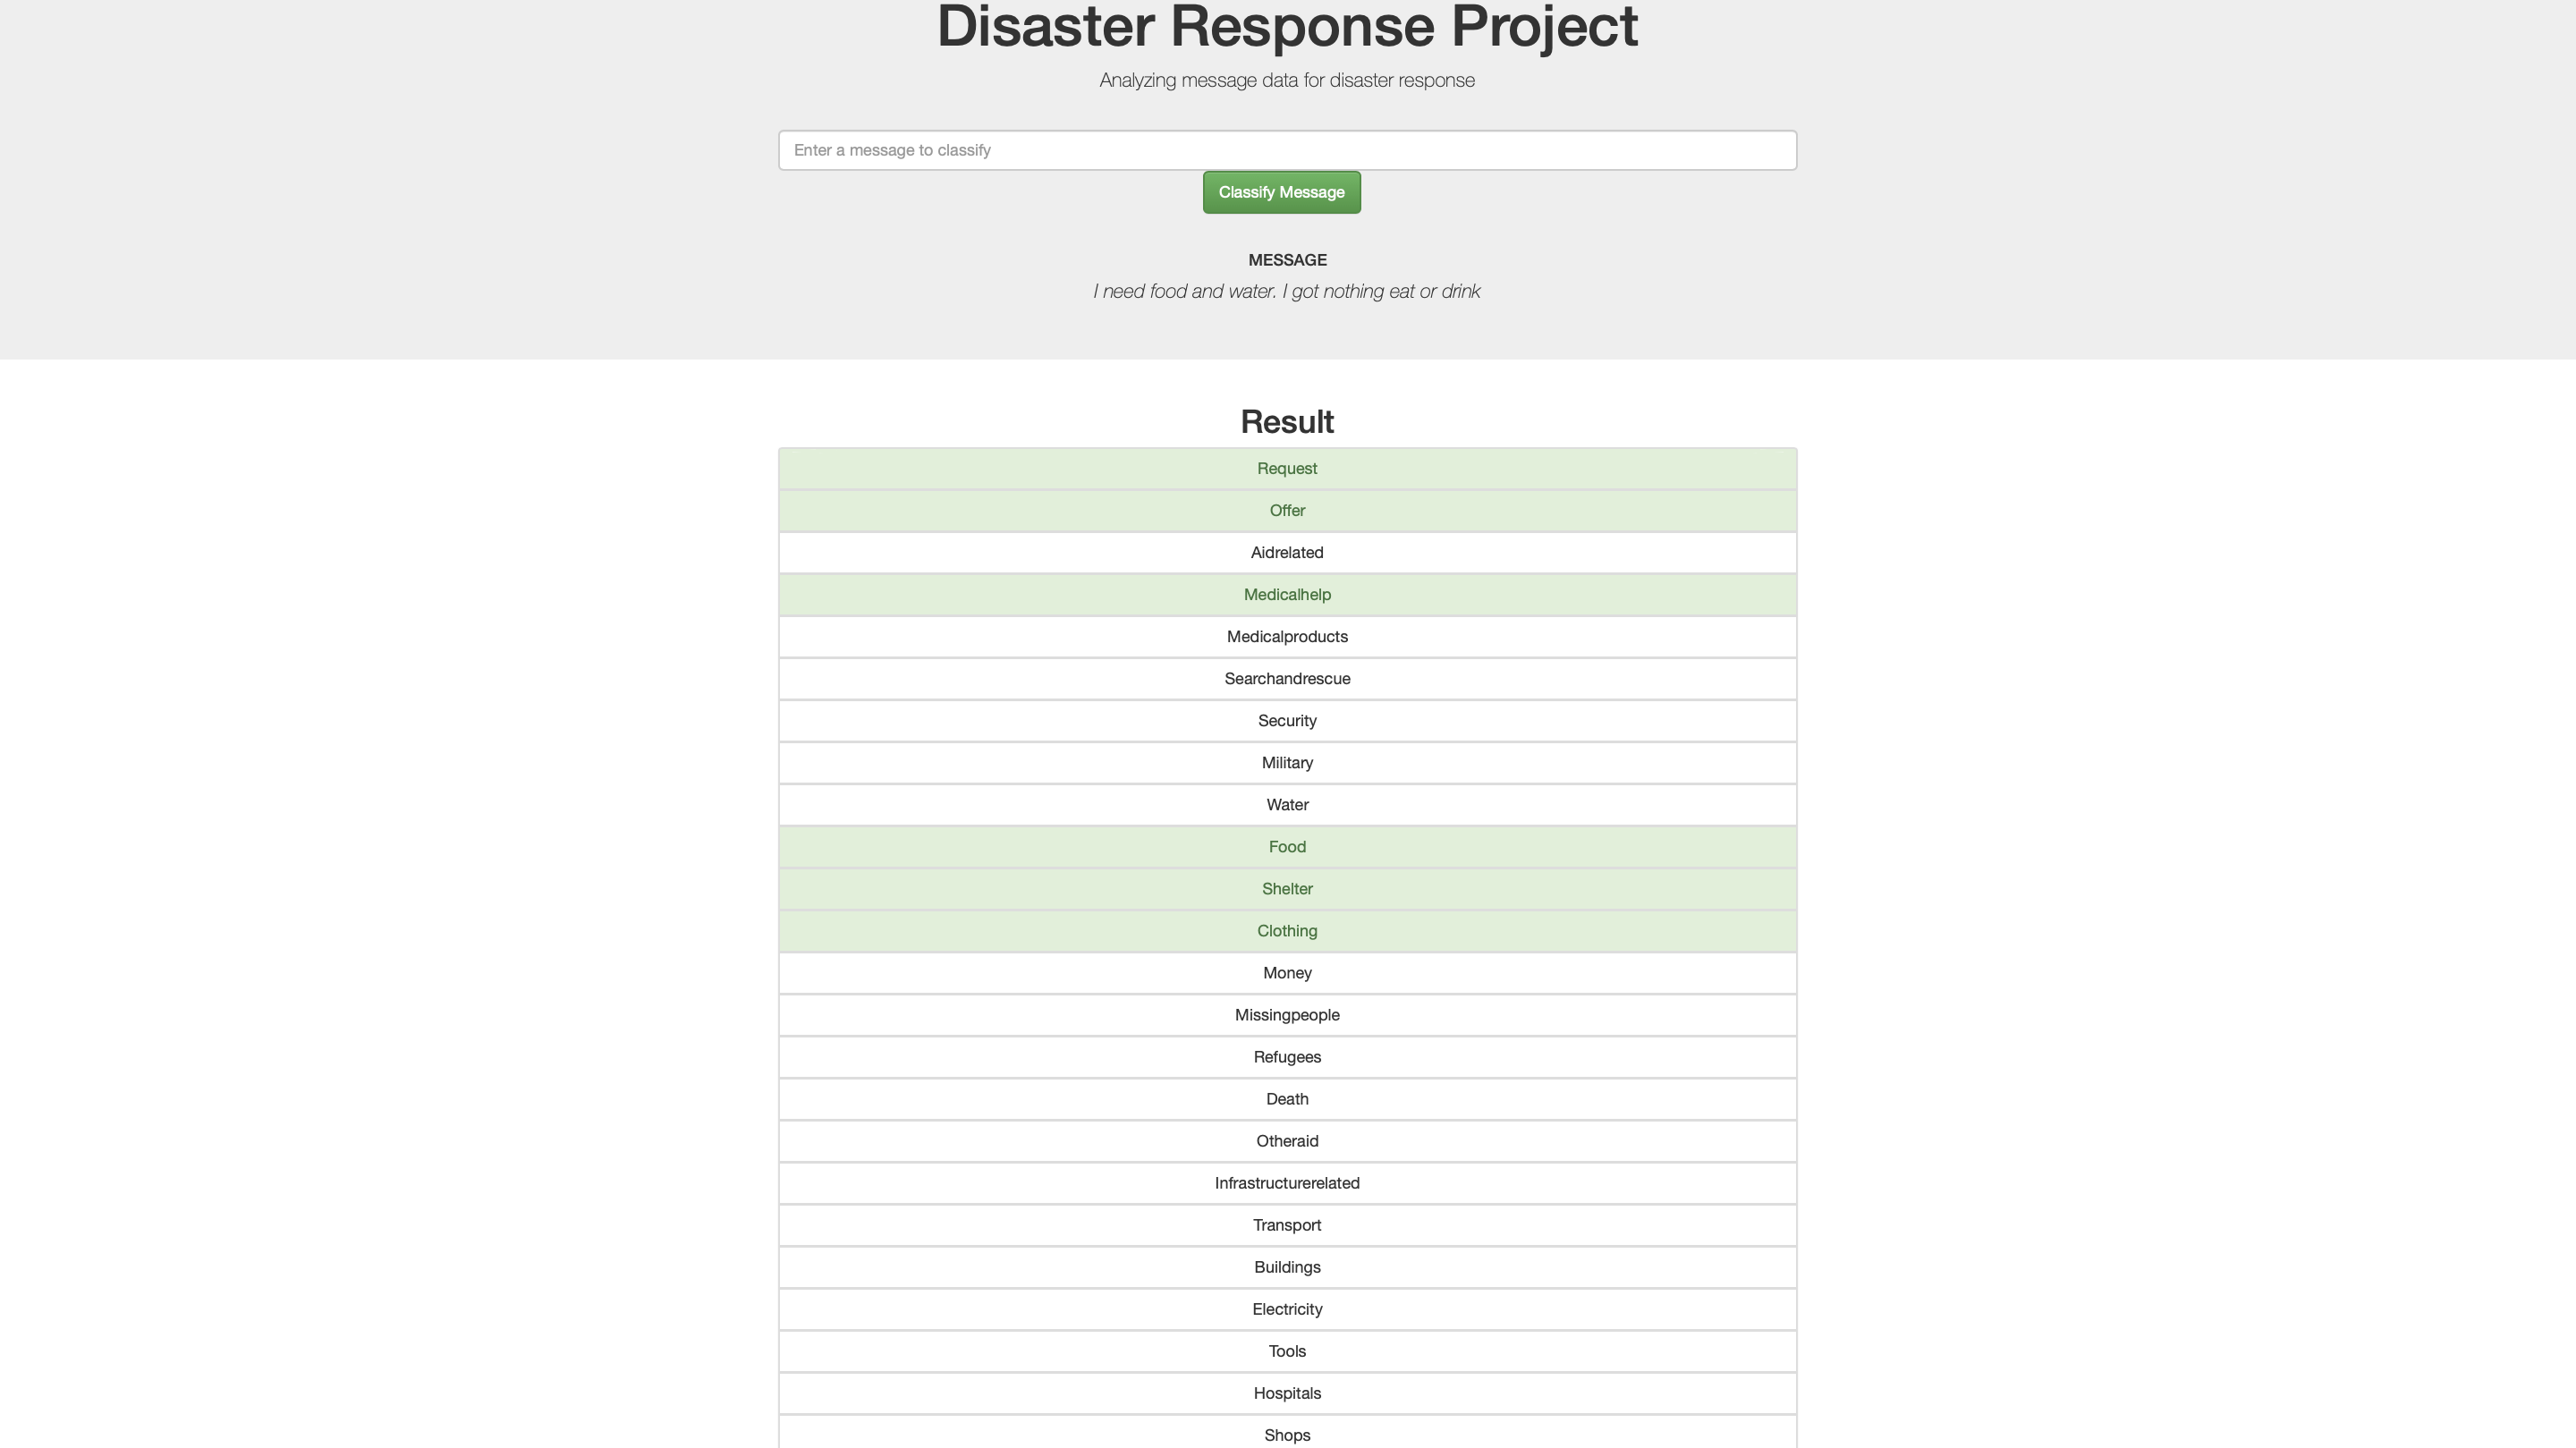 Disaster Response Project
Analyzing message data for disaster response
Enter a message to classify
Classify Message
MESSAGE
I need food and water. I got nothing eat or drink
Result
Request
Offer
Aidrelated
Medicalhelp
Medicalproducts
Searchandrescue
Security
Military
Water
Food
Shelter
Clothing
Money
Missingpeople
Refugees
Death
Otheraid
Infrastructurerelated
Transport
Buildings
Electricity
Tools
Hospitals
Shops